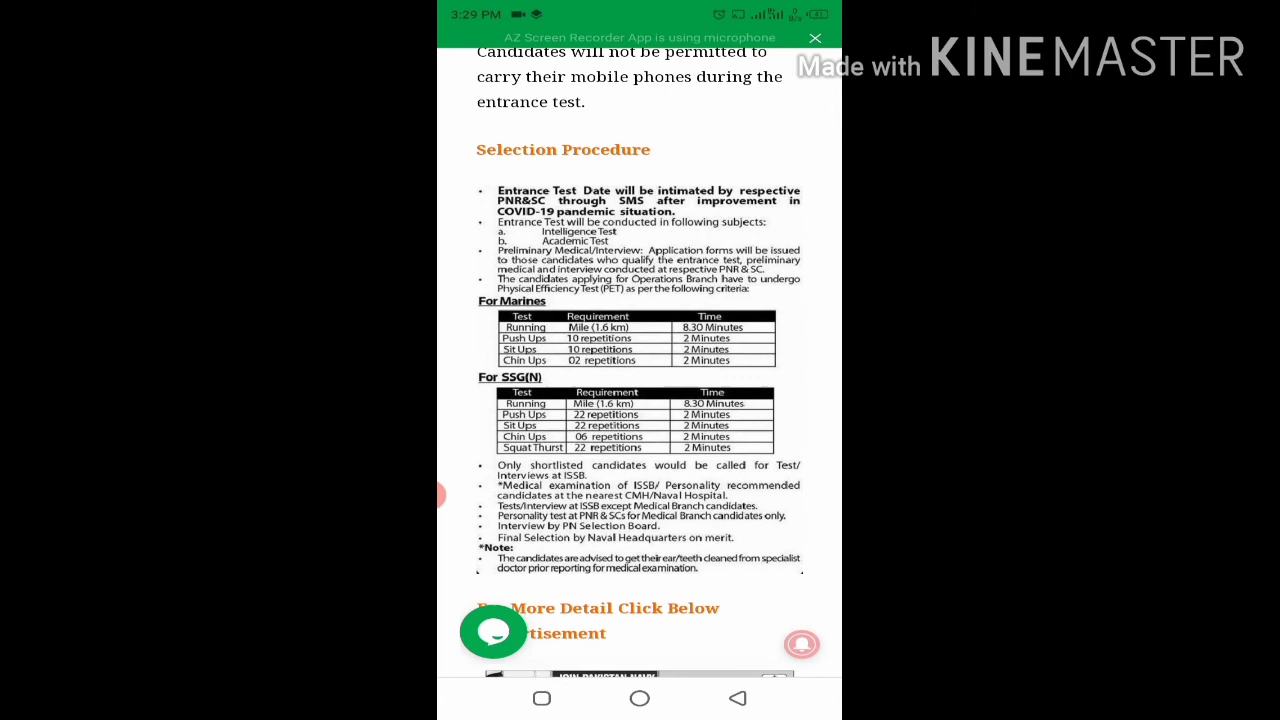 3:29 PM
AZ Screen Recorder App is using microphone
Made with KINEMASTER
Candidates will not be permitted to
carry their mobile phones during the
entrance test.
Selection Procedure
• Entrance Test Date will be intimated by respective
PNR&SC through SMS after improvement in
COVID-19 pandemic situation.
• Entrance Test will be conducted in following subjects:
a. Intelligence Test
b. Academic Test
• Preliminary Medical/Interview: Application forms will be issued
to those candidates who qualify the entrance test, preliminary
medical and interview conducted at respective PNR & SC.
• The candidates applying for Operations Branch have to undergo
Physical Efficiency Test (PET) as per the following criteria:
For Marines
Test Requirement Time
Running Mile (1.6 km) 8.30 Minutes
Push Ups 10 repetitions 2 Minutes
Sit Ups 10 repetitions 2 Minutes
Chin Ups 02 repetitions 2 Minutes
For SSG(N)
Test Requirement Time
Running Mile (1.6 km) 8.30 Minutes
Push Ups 22 repetitions 2 Minutes
Sit Ups 22 repetitions 2 Minutes
Chin Ups 06 repetitions 2 Minutes
Squat Thurst 22 repetitions 2 Minutes
• Only shortlisted candidates would be called for Test/
Interviews at ISSB.
• *Medical examination of ISSB/ Personality recommended
candidates at the nearest CMH/Naval Hospital.
• Tests/Interview at ISSB except Medical Branch candidates.
• Personality test at PNR & SCs for Medical Branch candidates only.
• Interview by PN Selection Board.
• Final Selection by Naval Headquarters on merit.
*Note:
• The candidates are advised to get their ear/teeth cleaned from specialist
doctor prior reporting for medical examination.
More Detail Click Below
rtisement
JOIN PAKISTAN NAVY